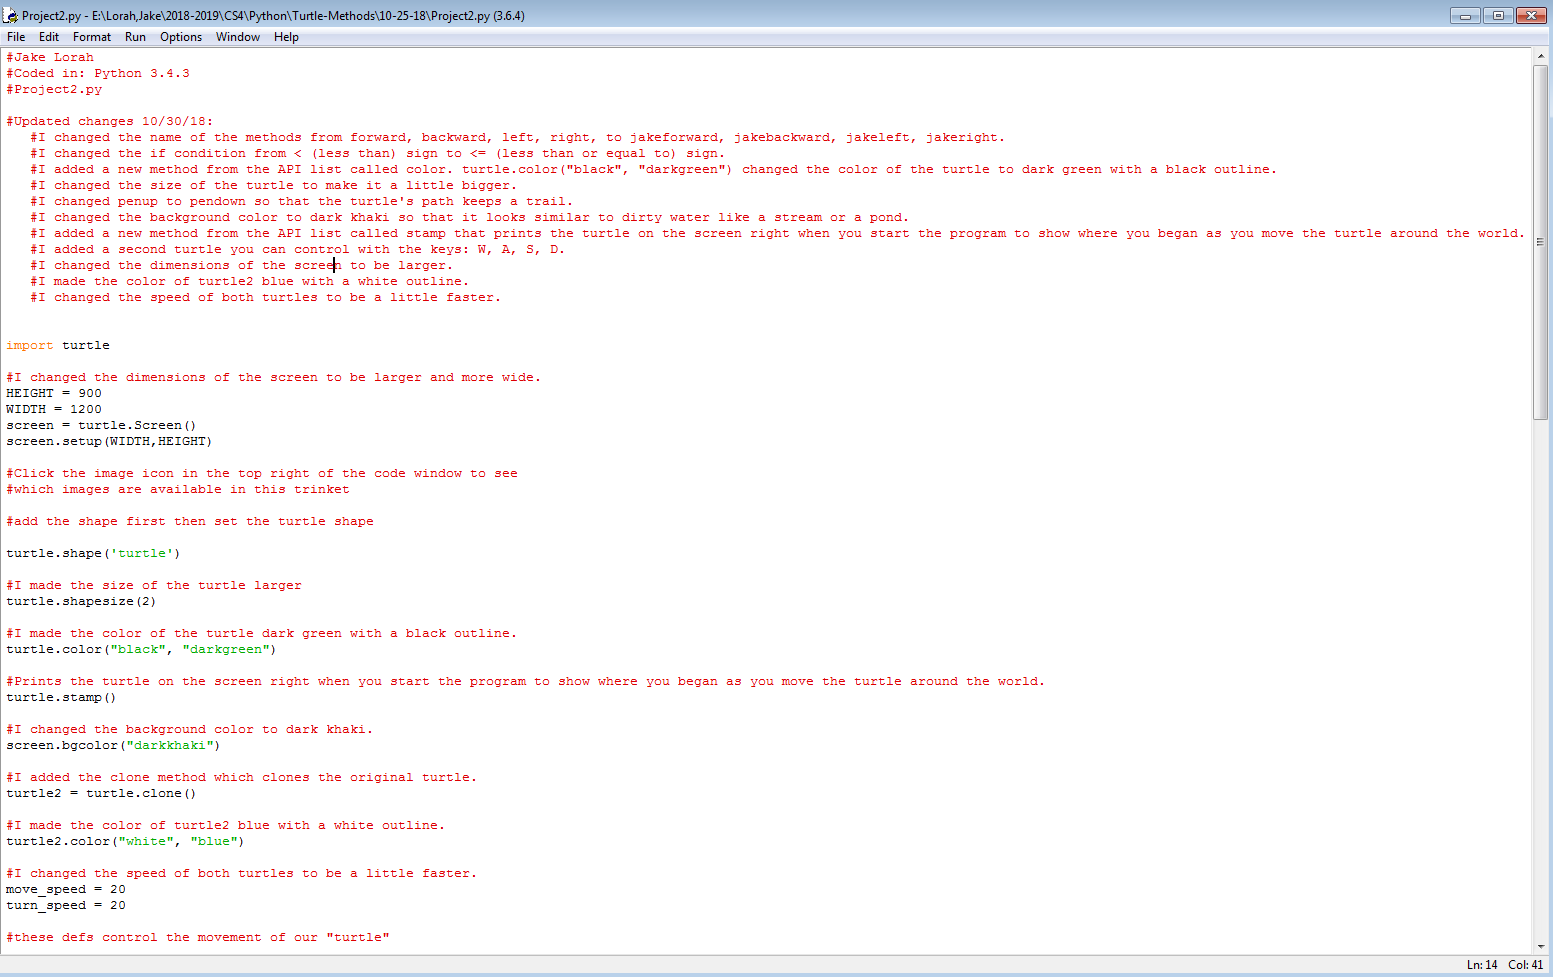 Project2.py - E:\Lorah,Jake\2018-2019\CS4\Python\Turtle-Methods\10-25-18\Project2.py (3.6.4)
File Edit Format Run Options Window Help
#Jake Lorah
#Coded in: Python 3.4.3
#Project2.py
#Updated changes 10/30/18:
#I changed the name of the methods from forward, backward, left, right, to jakeforward, jakebackward, jakeleft, jakeright.
#I changed the if condition from < (less than) sign to <= (less than or equal to) sign.
#I added a new method from the API list called color. turtle.color("black", "darkgreen") changed the color of the turtle to dark green with a black outline.
#I changed the size of the turtle to make it a little bigger.
#I changed penup to pendown so that the turtle's path keeps a trail.
#I changed the background color to dark khaki so that it looks similar to dirty water like a stream or a pond.
#I added a new method from the API list called stamp that prints the turtle on the screen right when you start the program to show where you began as you move the turtle around the world.
#I added a second turtle you can control with the keys: W, A, S, D.
#I changed the dimensions of the screen to be larger.
#I made the color of turtle2 blue with a white outline.
#I changed the speed of both turtles to be a little faster.
import turtle
#I changed the dimensions of the screen to be larger and more wide.
HEIGHT = 900
WIDTH = 1200
screen = turtle.Screen()
screen.setup(WIDTH,HEIGHT)
#Click the image icon in the top right of the code window to see
#which images are available in this trinket
#add the shape first then set the turtle shape
turtle.shape('turtle')
#I made the size of the turtle larger
turtle.shapesize(2)
#I made the color of the turtle dark green with a black outline.
turtle.color("black", "darkgreen")
#Prints the turtle on the screen right when you start the program to show where you began as you move the turtle around the world.
turtle.stamp()
#I changed the background color to dark khaki.
screen.bgcolor("darkkhaki")
#I added the clone method which clones the original turtle.
turtle2 = turtle.clone()
#I made the color of turtle2 blue with a white outline.
turtle2.color("white", "blue")
#I changed the speed of both turtles to be a little faster.
move_speed = 20
turn_speed = 20
#these defs control the movement of our "turtle"
Ln: 14 Col: 41